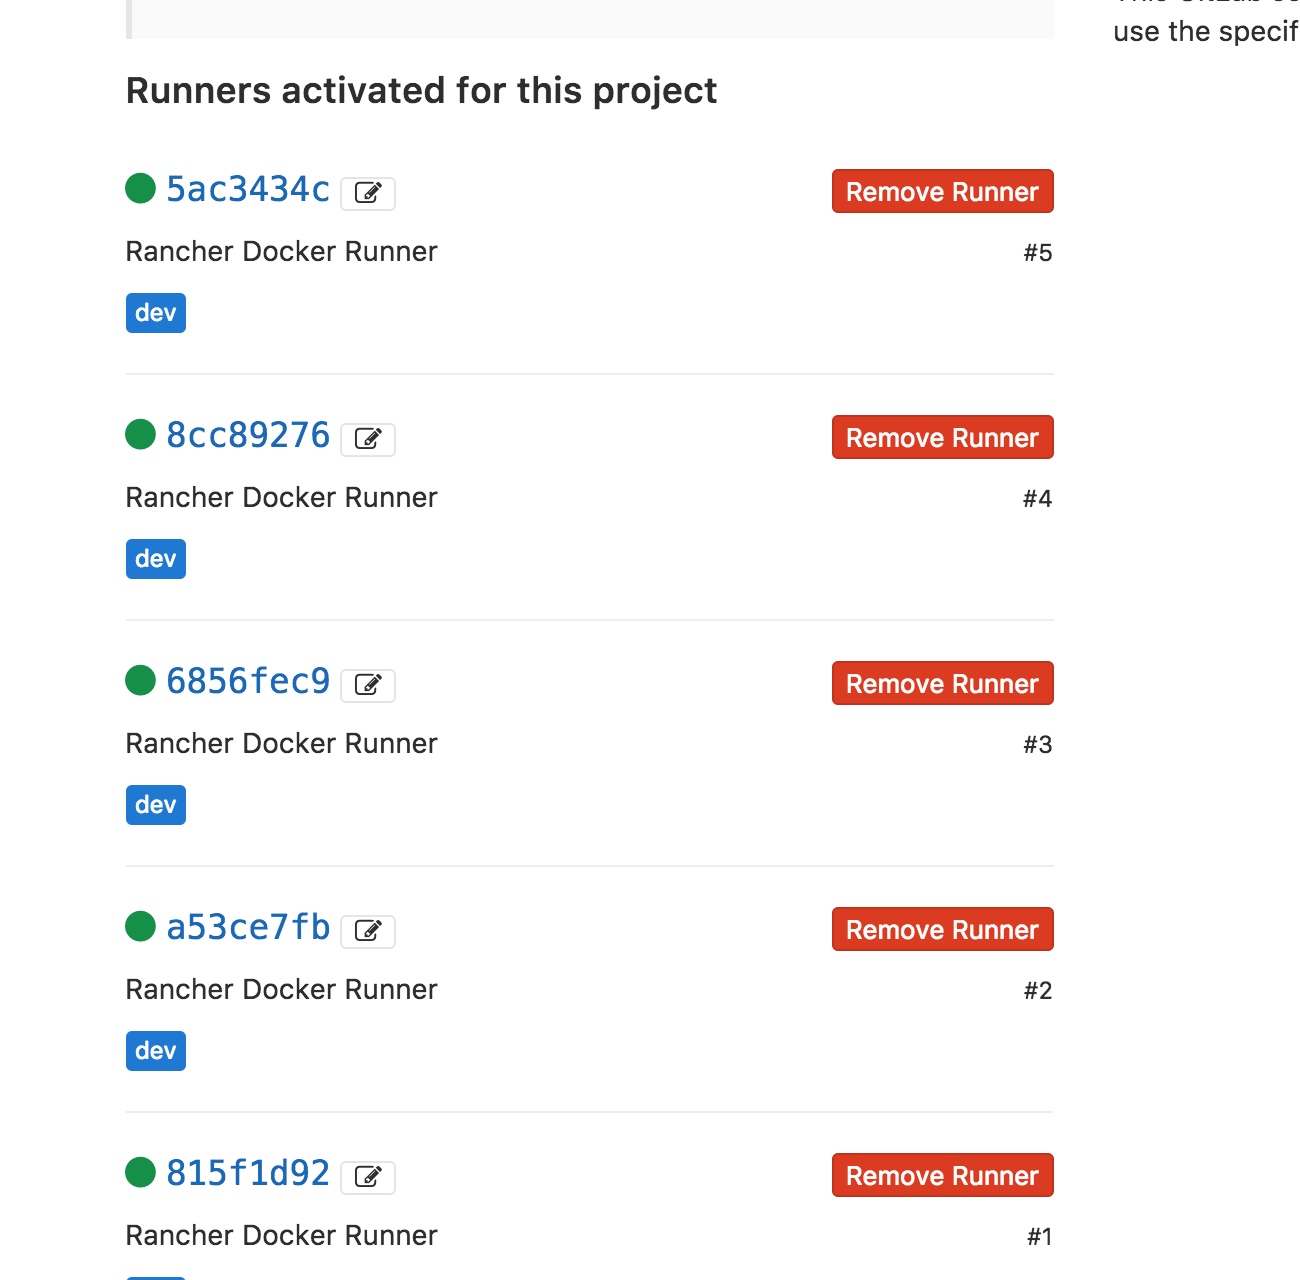 use the specif
Runners activated for this project
5ac3434c
Remove Runner
Rancher Docker Runner
#5
dev
8cc89276
Remove Runner
Rancher Docker Runner
#4
dev
6856fec9
Remove Runner
Rancher Docker Runner
#3
dev
a53ce7fb
Remove Runner
Rancher Docker Runner
#2
dev
815f1d92
Remove Runner
Rancher Docker Runner
#1